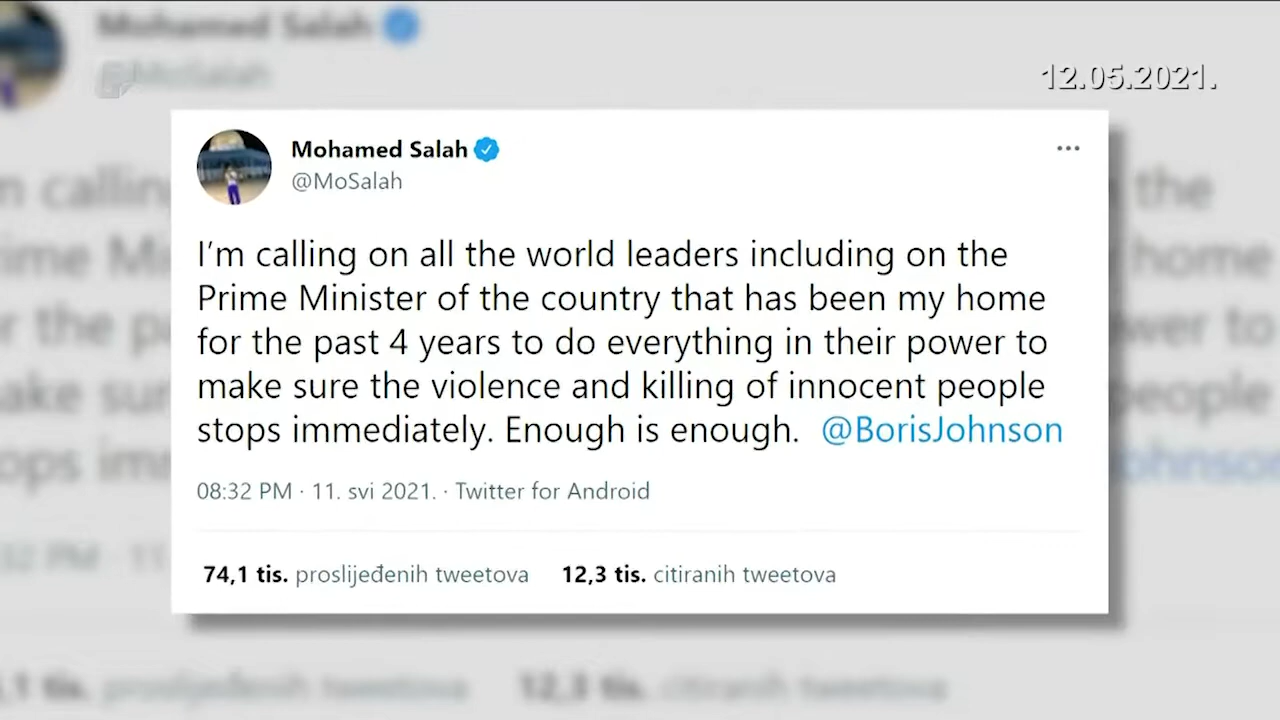 12.05.2021.
Mohamed Salah
@MoSalah
I'm calling on all the world leaders including on the
Prime Minister of the country that has been my home
for the past 4 years to do everything in their power to
make sure the violence and killing of innocent people
stops immediately. Enough is enough. @BorisJohnson
08:32 PM · 11. svi 2021. · Twitter for Android
74,1 tis. proslijeđenih tweetova 12,3 tis. citiranih tweetova